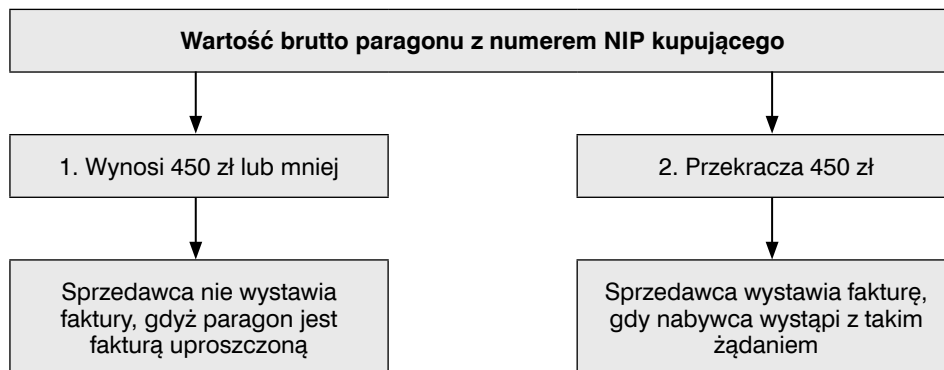 Wartość brutto paragonu z numerem NIP kupującego
1. Wynosi 450 zł lub mniej
2. Przekracza 450 zł
Sprzedawca nie wystawia
faktury, gdyż paragon jest
fakturą uproszczoną
Sprzedawca wystawia fakturę,
gdy nabywca wystąpi z takim
żądaniem